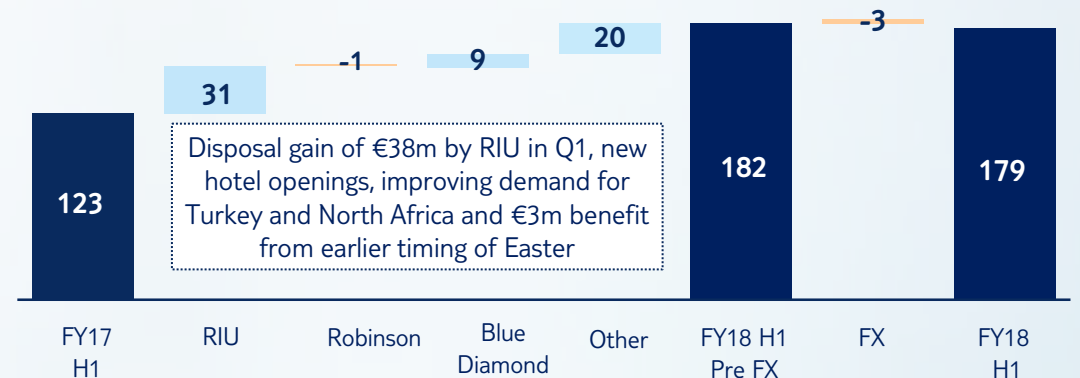 -3
20
-1
9
31
182
179
123
Disposal gain of €38m by RIU in Q1, new
hotel openings, improving demand for
Turkey and North Africa and €3m benefit
from earlier timing of Easter
FY17
H1
RIU
Robinson
Blue
Diamond
Other
FY18 H1
Pre FX
FX
FY18
H1